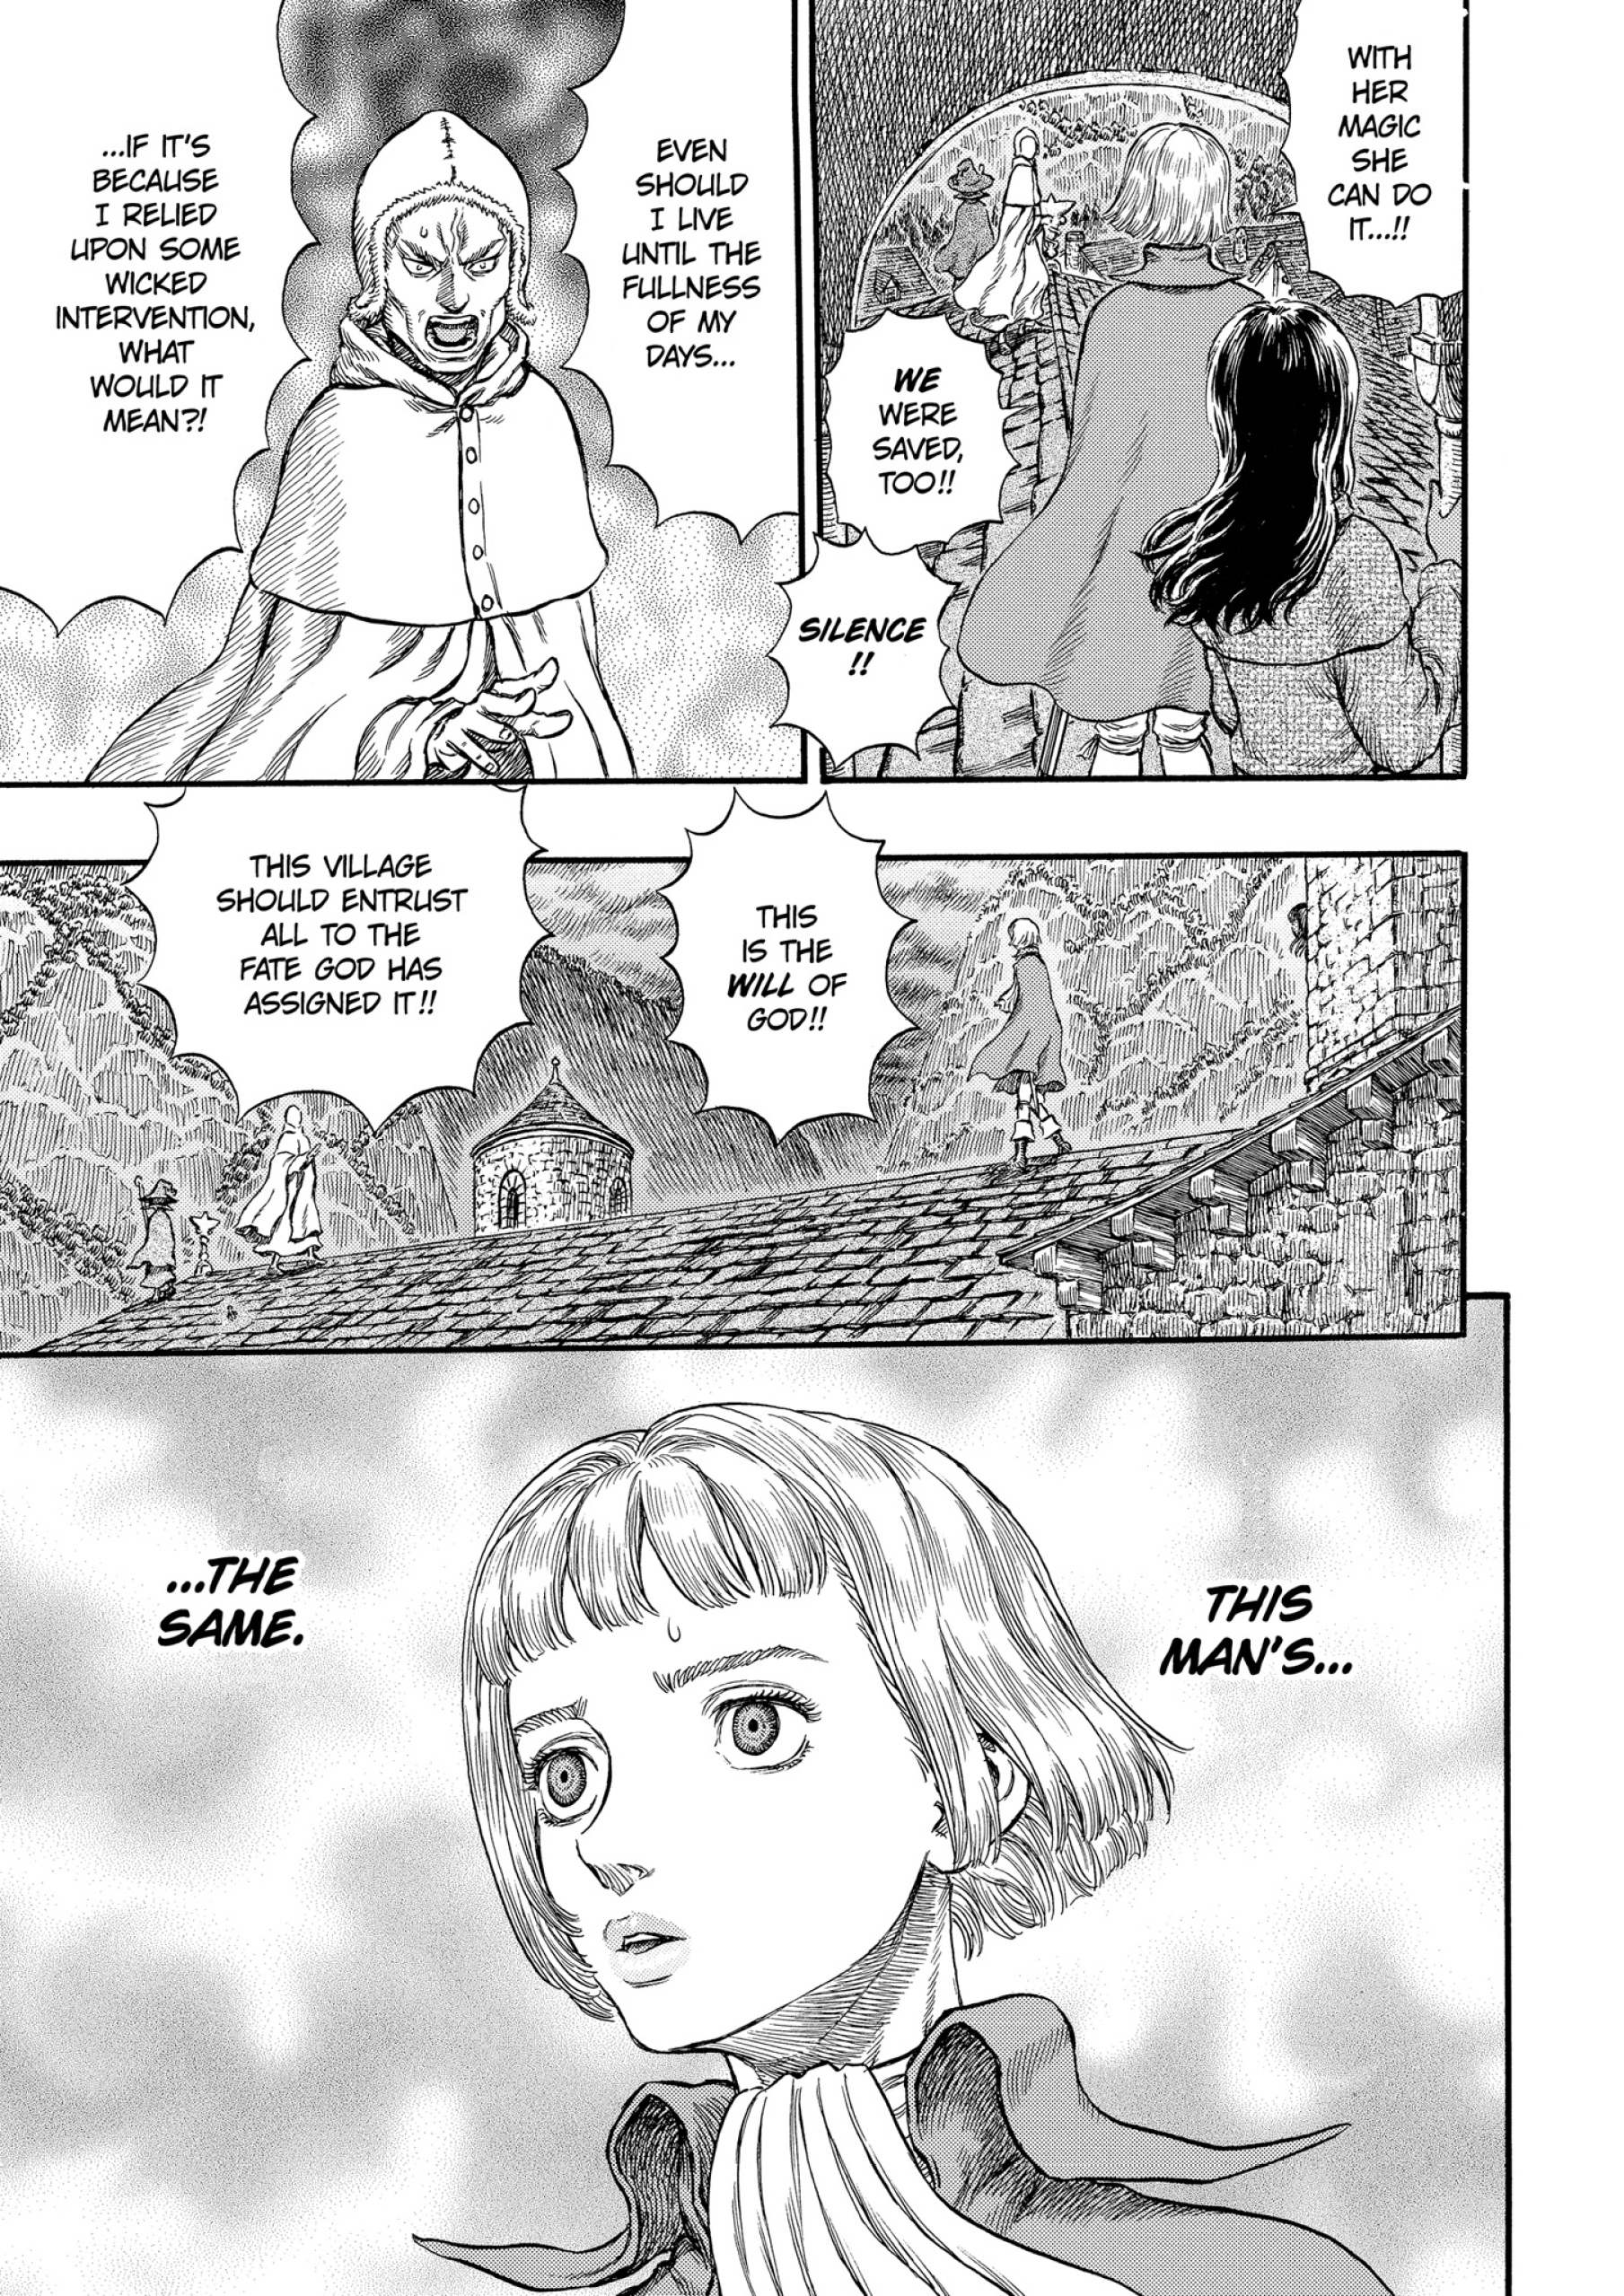 WITH
HER
MAGIC
SHE
CAN DO
IT...!!
WE
WERE
SAVED,
TOO!!
SILENCE
!!
EVEN
SHOULD
I LIVE
UNTIL THE
FULLNESS
OF MY
DAYS...
...IF IT'S
BECAUSE
I RELIED
UPON SOME
WICKED
INTERVENTION,
WHAT
WOULD IT
MEAN?!
THIS
IS THE
WILL OF
GOD!!
THIS VILLAGE
SHOULD ENTRUST
ALL TO THE
FATE GOD HAS
ASSIGNED IT!!
THIS
MAN'S...
...THE
SAME.